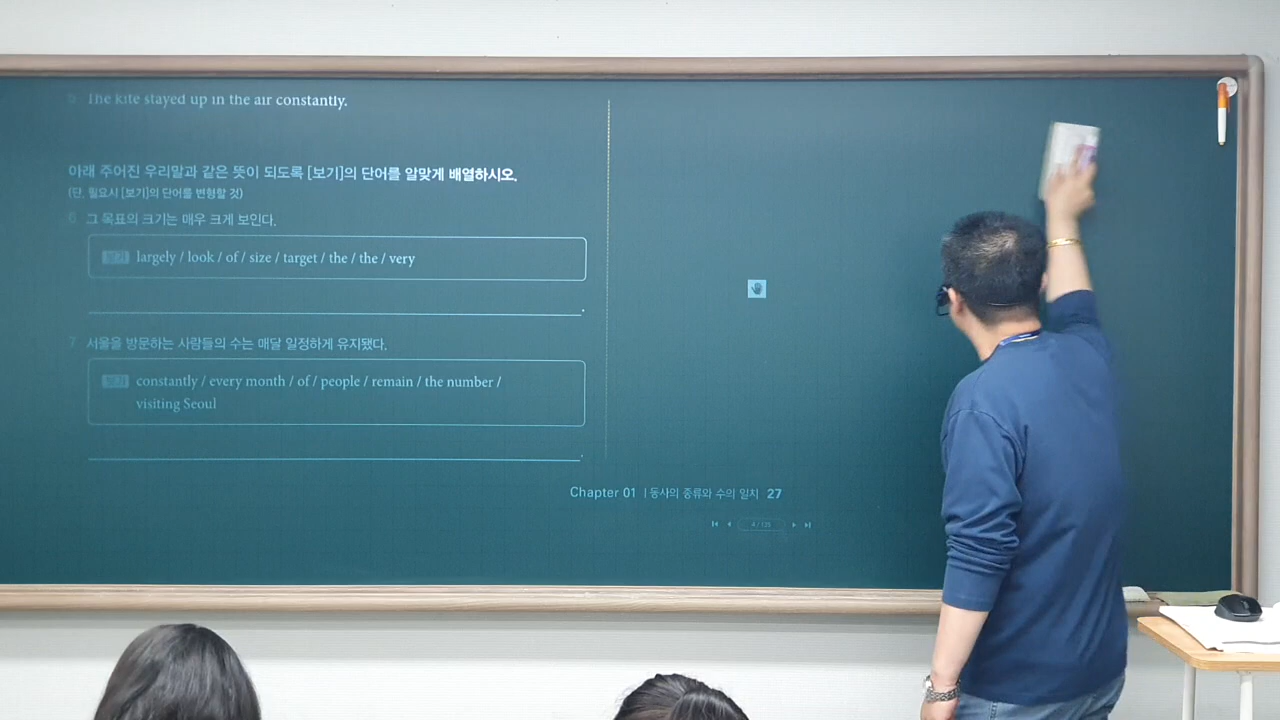 5 The kite stayed up in the air constantly.
아래 주어진 우리말과 같은 뜻이 되도록 [보기]의 단어를 알맞게 배열하시오.
(단, 필요시 [보기]의 단어를 변형할 것)
6 그 목표의 크기는 매우 크게 보인다.
보기 largely / look / of / size / target / the / the / very
7 서울을 방문하는 사람들의 수는 매달 일정하게 유지됐다.
보기 constantly / every month / of / people / remain / the number /
visiting Seoul
Chapter 01 | 동사의 종류와 수의 일치 27